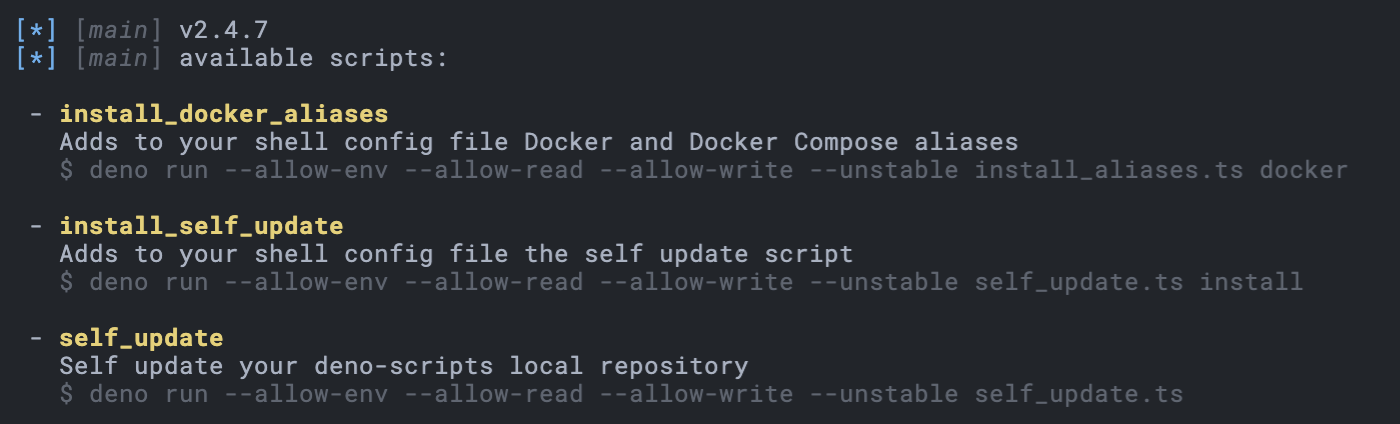 [*] [main] v2.4.7
[*] [main] available scripts:
- install_docker_aliases
Adds to your shell config file Docker and Docker Compose aliases
$ deno run --allow-env --allow-read --allow-write --unstable install_aliases.ts docker
- install_self_update
Adds to your shell config file the self update script
$ deno run --allow-env --allow-read --allow-write --unstable self_update.ts install
- self_update
Self update your deno-scripts local repository
$ deno run --allow-env --allow-read --allow-write --unstable self_update.ts